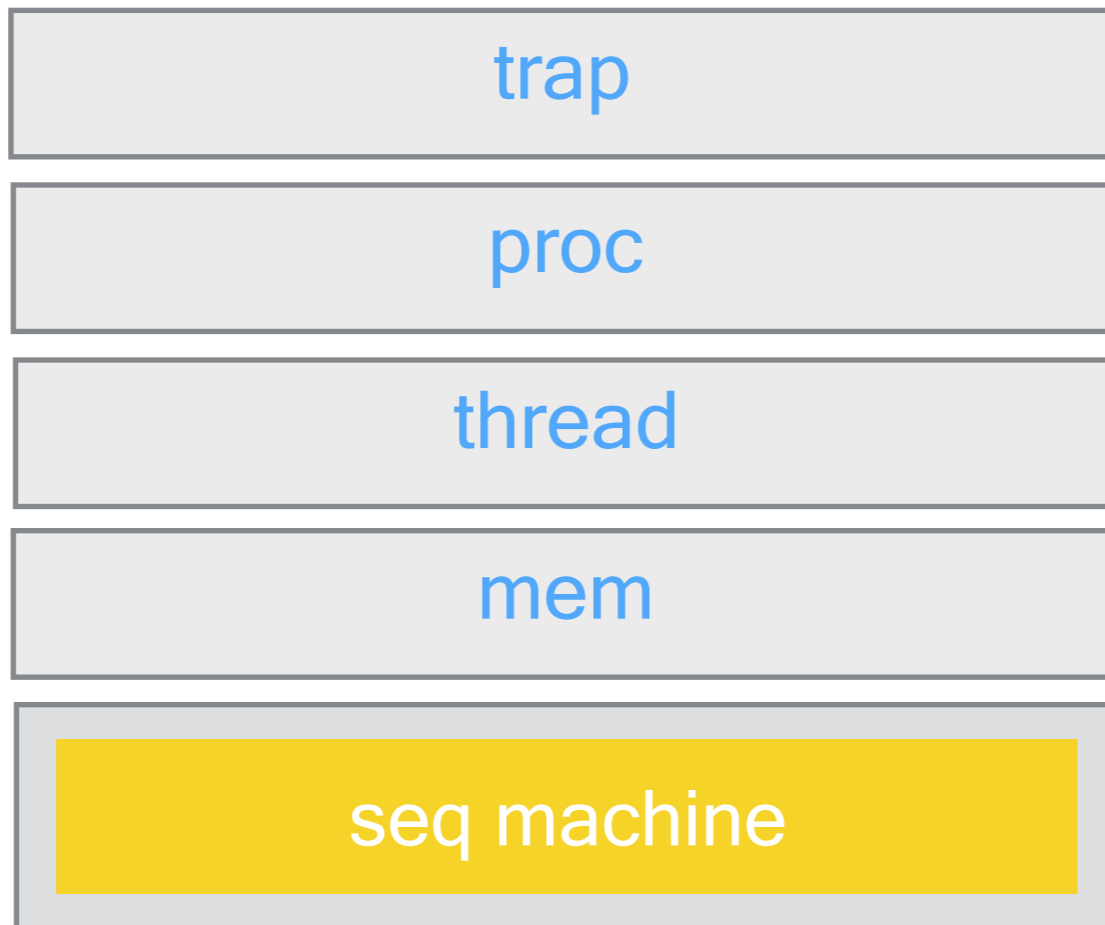 trap
proc
thread
mem
seq machine